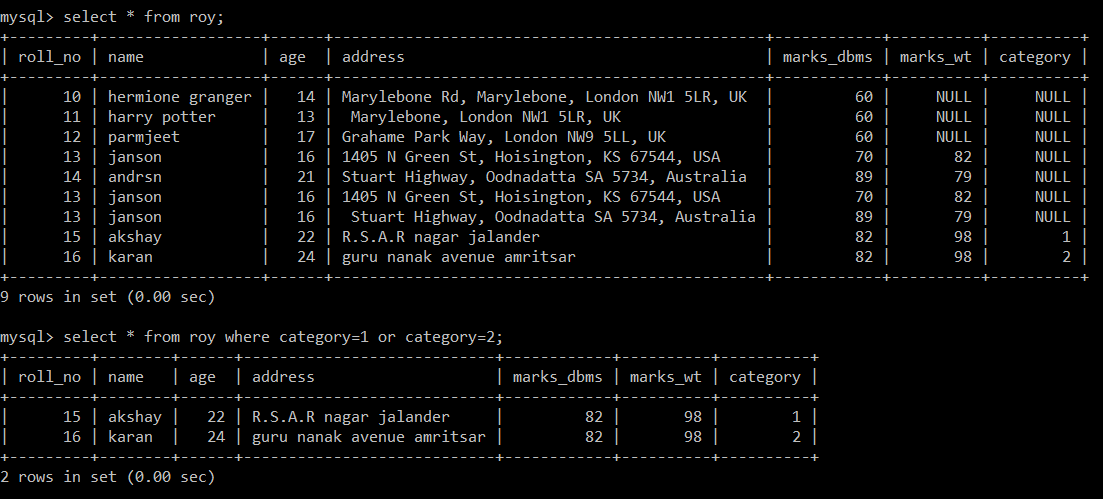 mysql> select * from roy;
+---------+------------------+------+-------------------------------------------+------------+----------+----------+
| roll_no | name             | age  | address                                   | marks_dbms | marks_wt | category |
+---------+------------------+------+-------------------------------------------+------------+----------+----------+
|      10 | hermione granger |   14 | Marylebone Rd, Marylebone, London NW1 5LR, UK  |         60 |     NULL |     NULL |
|      11 | harry potter     |   13 |  Marylebone, London NW1 5LR, UK           |         60 |     NULL |     NULL |
|      12 | parmjeet         |   17 | Grahame Park Way, London NW9 5LL, UK      |         60 |     NULL |     NULL |
|      13 | janson           |   16 | 1405 N Green St, Hoisington, KS 67544, USA     |         70 |       82 |     NULL |
|      14 | andrsn           |   21 | Stuart Highway, Oodnadatta SA 5734, Australia  |         89 |       79 |     NULL |
|      13 | janson           |   16 | 1405 N Green St, Hoisington, KS 67544, USA     |         70 |       82 |     NULL |
|      13 | janson           |   16 |  Stuart Highway, Oodnadatta SA 5734, Australia |         89 |       79 |     NULL |
|      15 | akshay           |   22 | R.S.A.R nagar jalander                    |         82 |       98 |        1 |
|      16 | karan            |   24 | guru nanak avenue amritsar                |         82 |       98 |        2 |
+---------+------------------+------+-------------------------------------------+------------+----------+----------+
9 rows in set (0.00 sec)
mysql> select * from roy where category=1 or category=2;
+---------+--------+------+----------------------------+------------+----------+----------+
| roll_no | name   | age  | address                    | marks_dbms | marks_wt | category |
+---------+--------+------+----------------------------+------------+----------+----------+
|      15 | akshay |   22 | R.S.A.R nagar jalander     |         82 |       98 |        1 |
|      16 | karan  |   24 | guru nanak avenue amritsar |         82 |       98 |        2 |
+---------+--------+------+----------------------------+------------+----------+----------+
2 rows in set (0.00 sec)